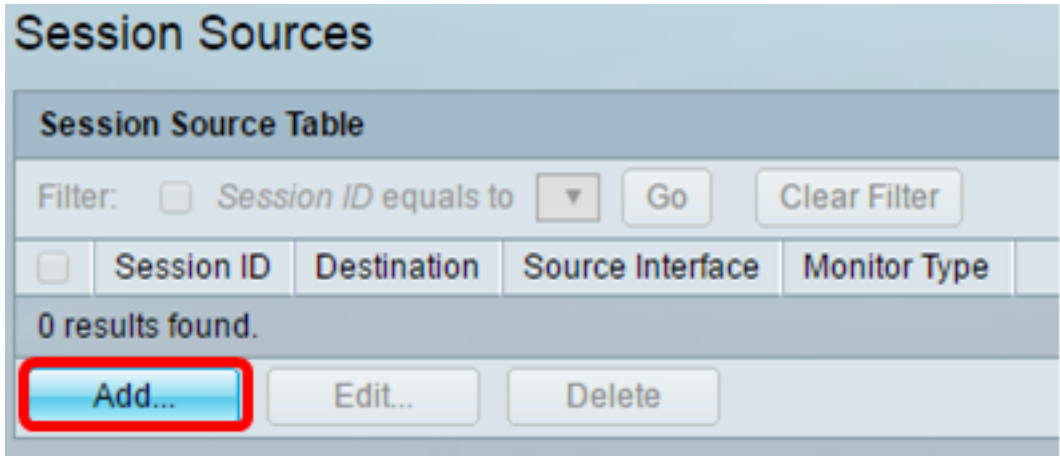 Session Sources
Session Source Table
Filter: Session ID equals to Go Clear Filter
Session ID Destination Source Interface Monitor Type
0 results found.
Add... Edit... Delete